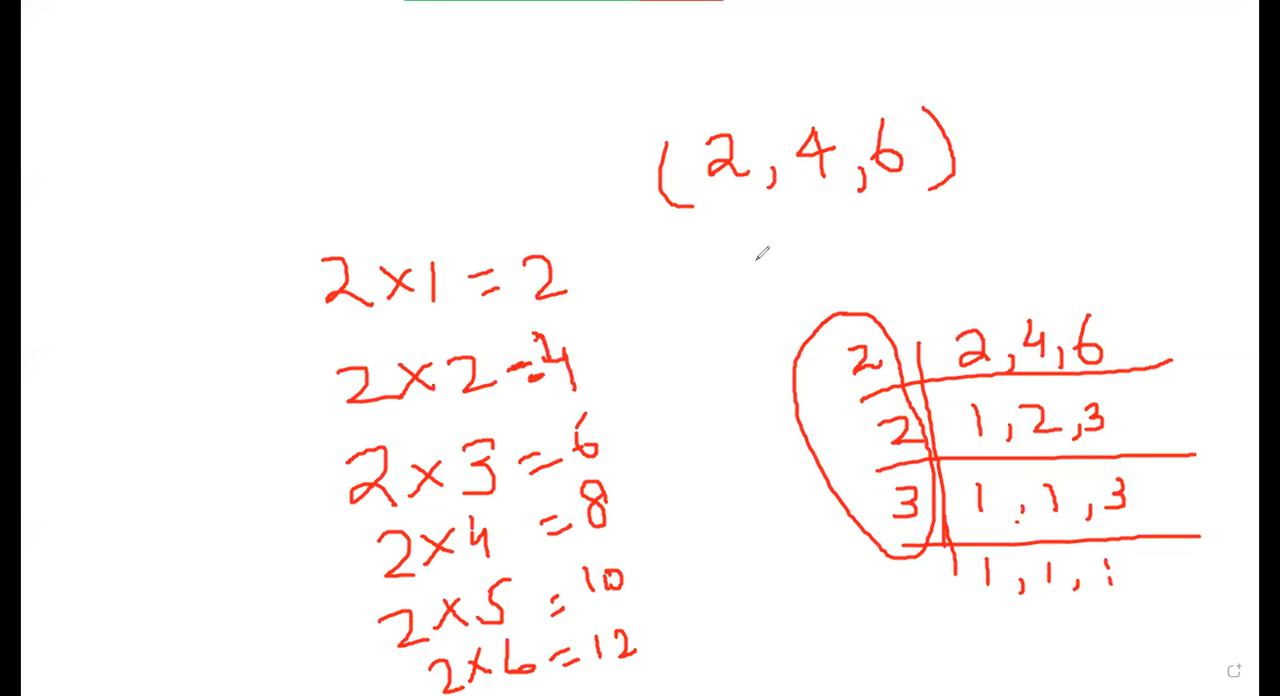 (2, 4, 6)
2 × 1 = 2
2 × 2 = 4
2 × 3 = 6
2 × 4 = 8
2 × 5 = 10
2 × 6 = 12
2 | 2, 4, 6
2 | 1, 2, 3
3 | 1, 1, 3
1, 1, 1